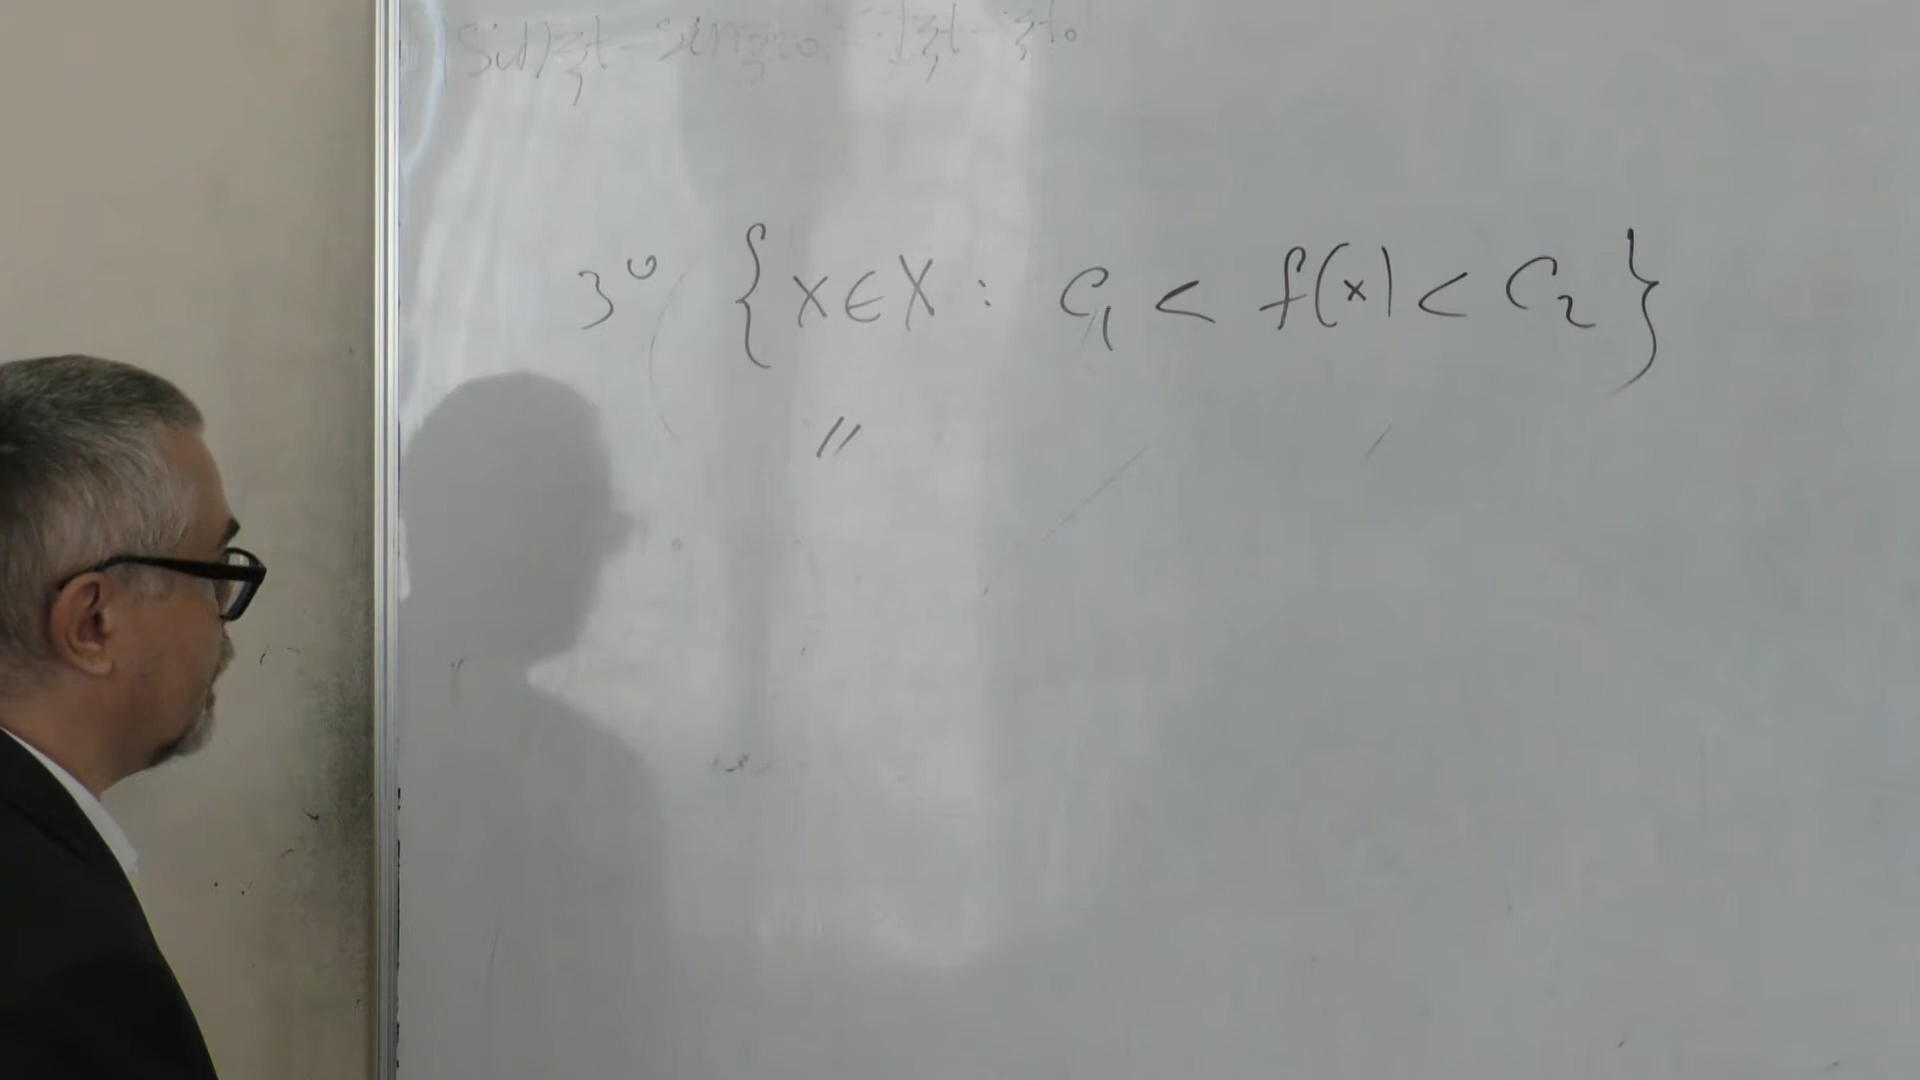 3° { x ∈ X : C₁ < f(x) < C₂ }
//